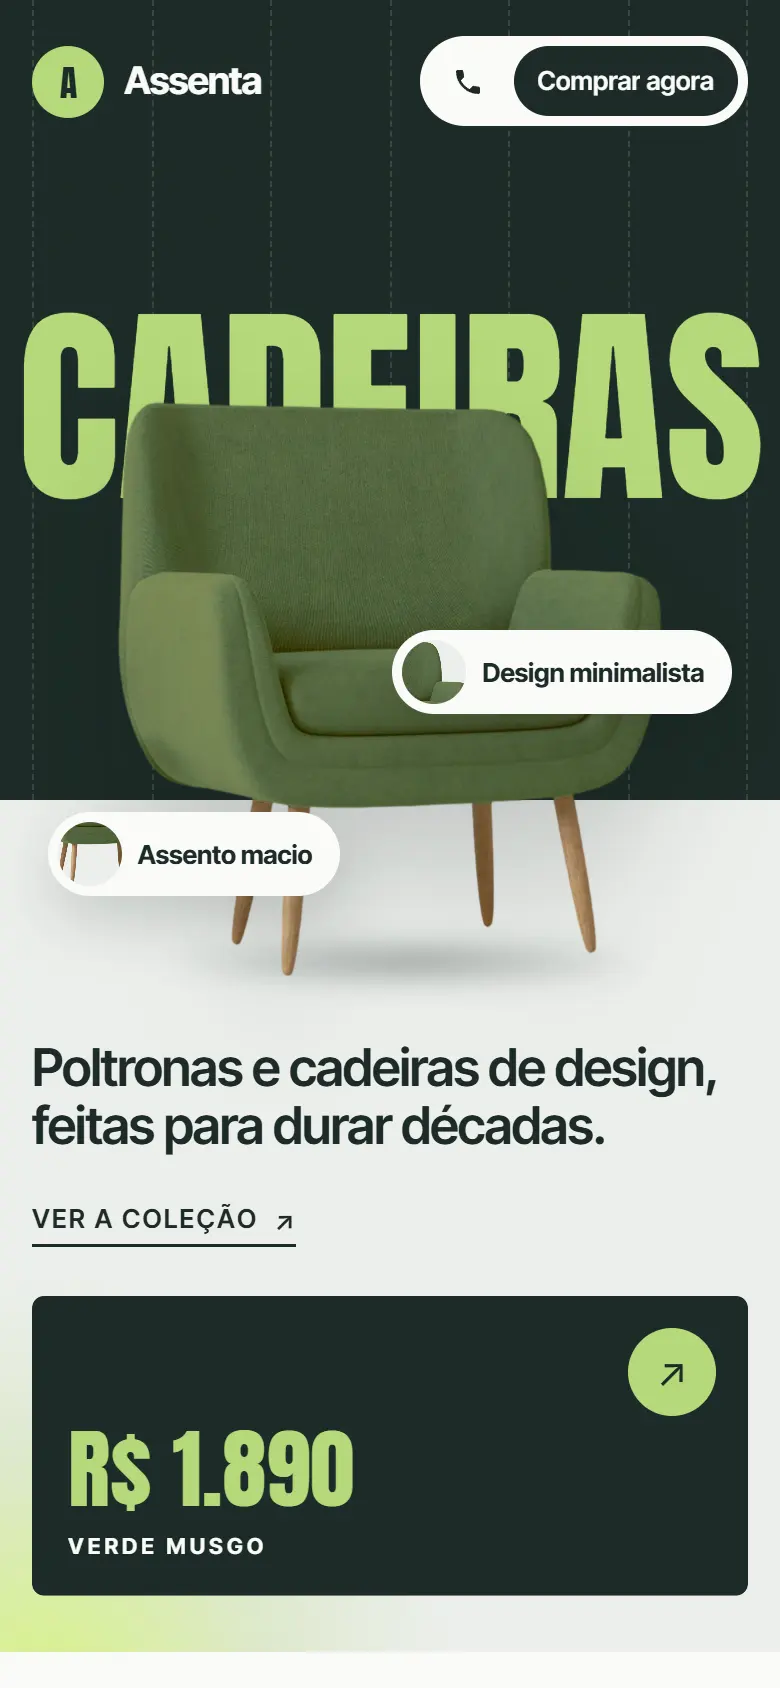 A
Assenta
Comprar agora
CADEIRAS
Design minimalista
Assento macio
Poltronas e cadeiras de design,
feitas para durar décadas.
VER A COLEÇÃO
R$ 1.890
VERDE MUSGO